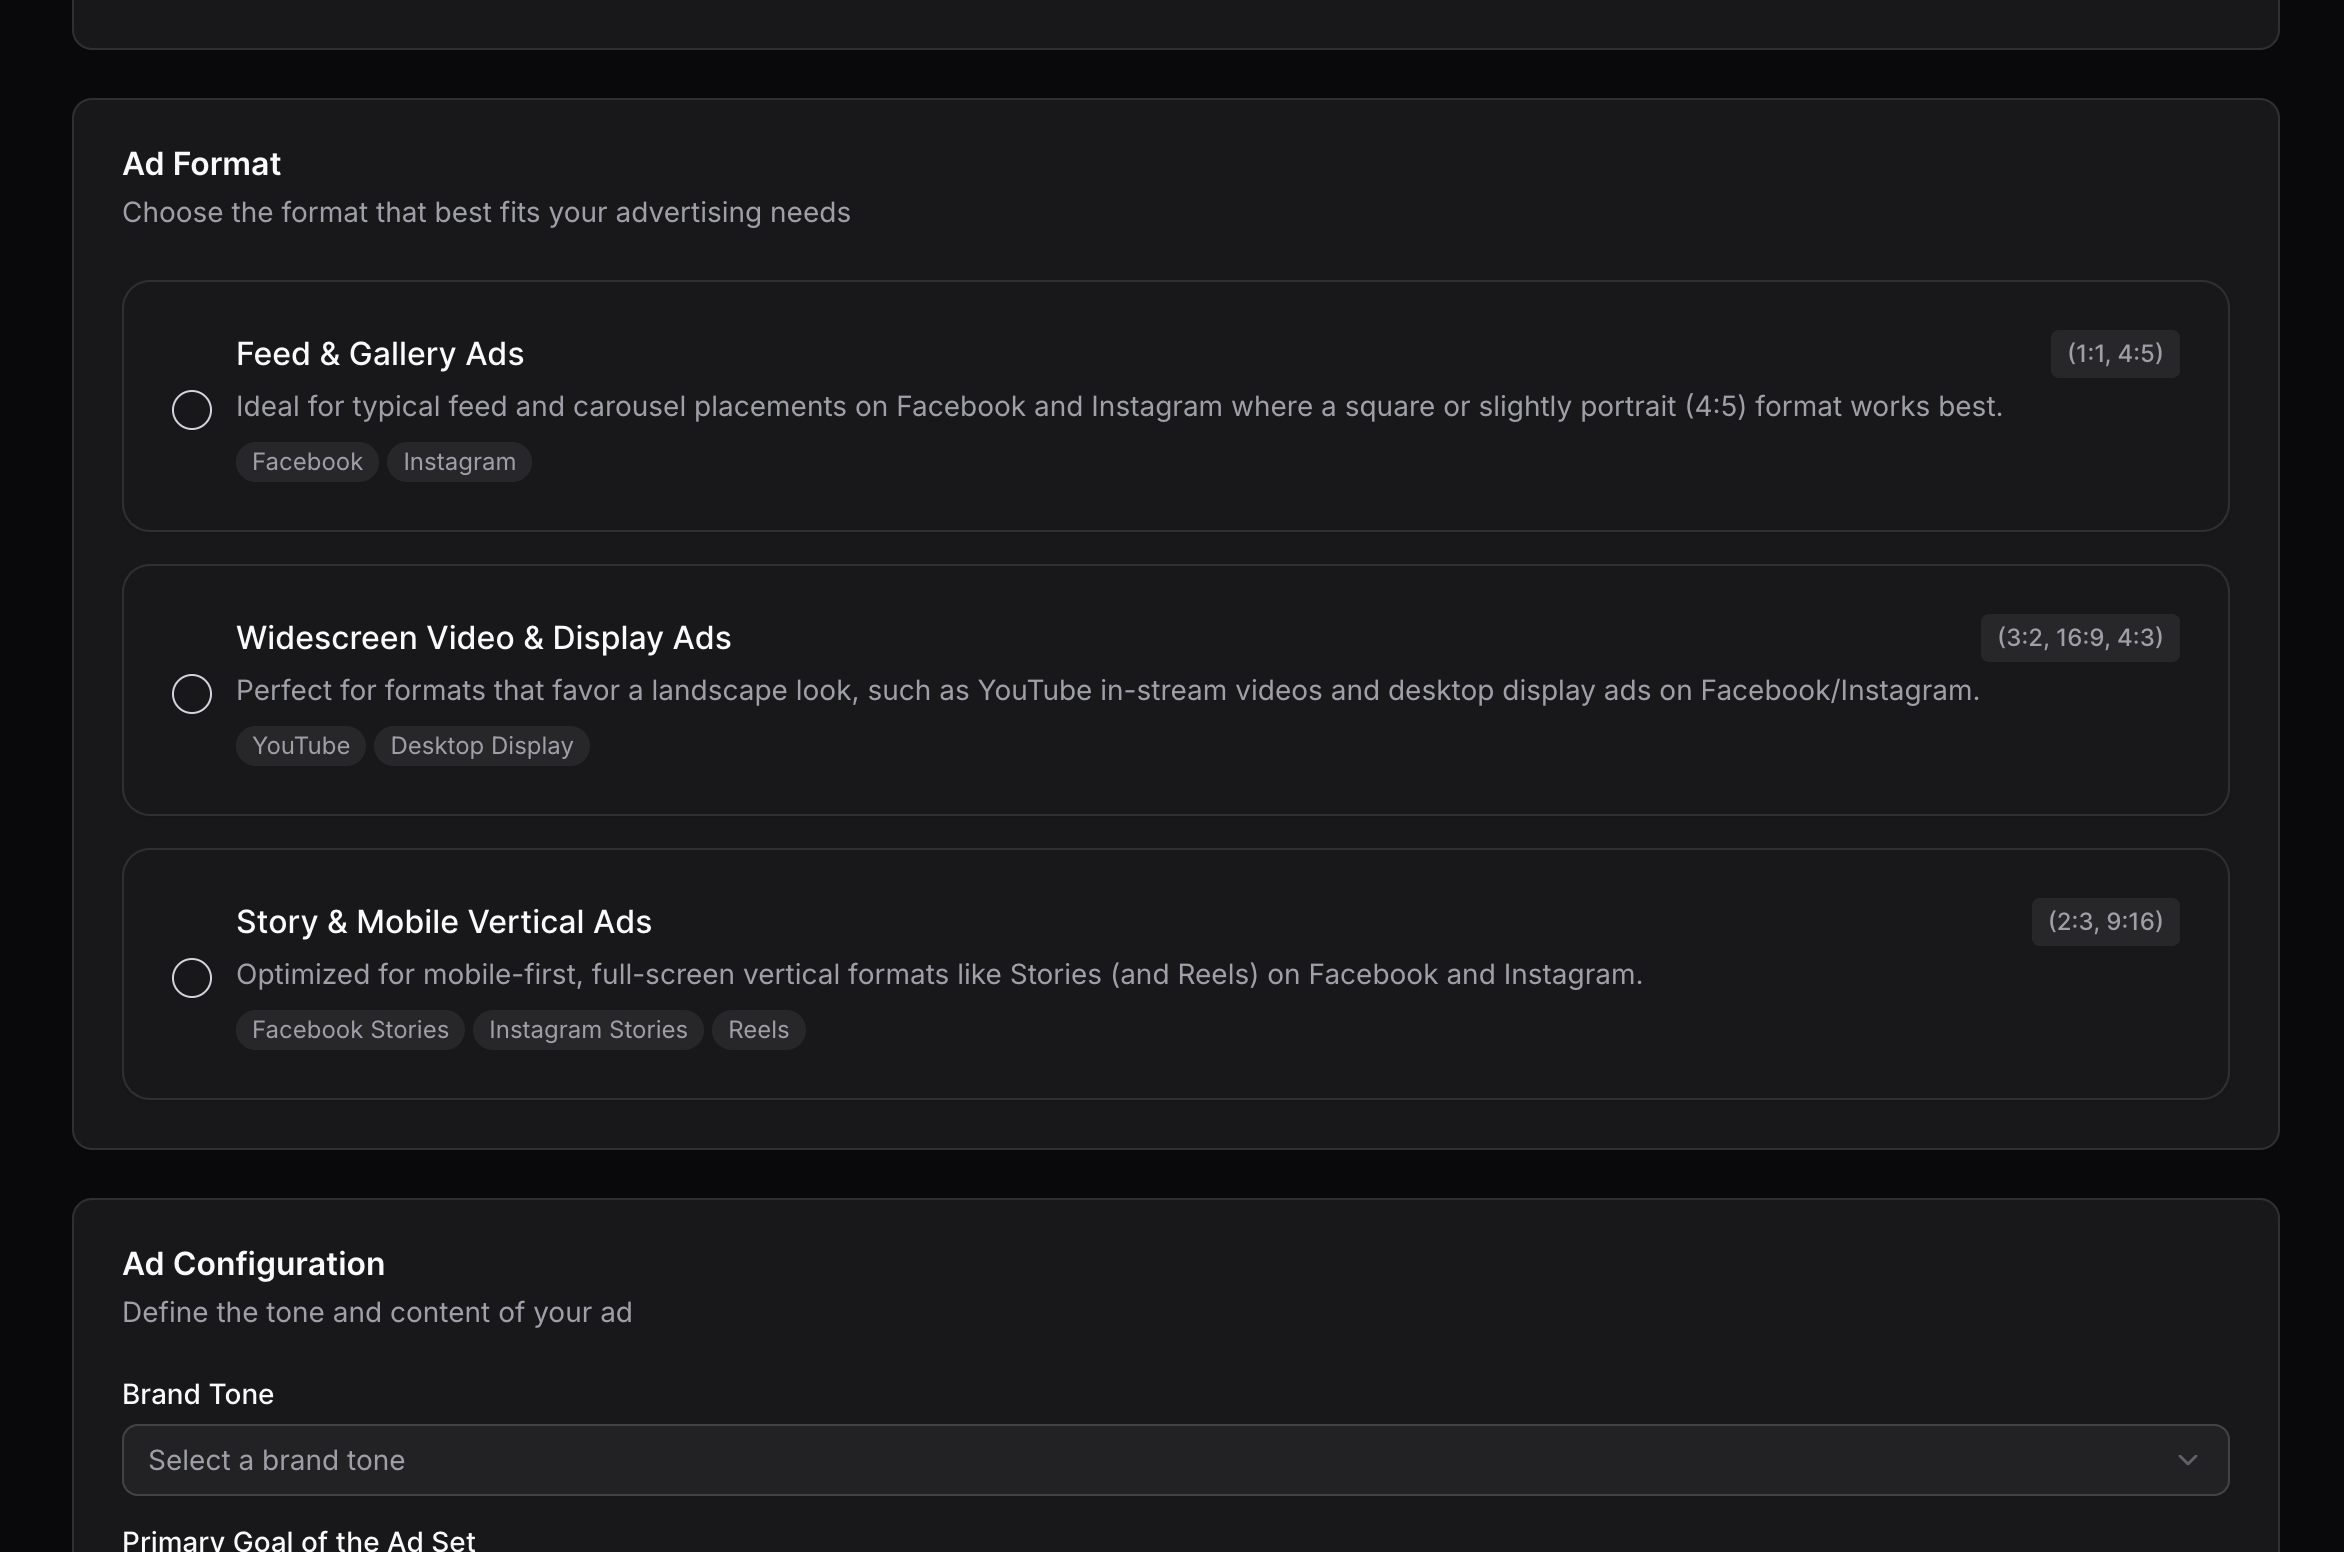 Ad Format
Choose the format that best fits your advertising needs
Feed & Gallery Ads
(1:1, 4:5)
Ideal for typical feed and carousel placements on Facebook and Instagram where a square or slightly portrait (4:5) format works best.
Facebook Instagram
Widescreen Video & Display Ads
(3:2, 16:9, 4:3)
Perfect for formats that favor a landscape look, such as YouTube in-stream videos and desktop display ads on Facebook/Instagram.
YouTube Desktop Display
Story & Mobile Vertical Ads
(2:3, 9:16)
Optimized for mobile-first, full-screen vertical formats like Stories (and Reels) on Facebook and Instagram.
Facebook Stories Instagram Stories Reels
Ad Configuration
Define the tone and content of your ad
Brand Tone
Select a brand tone
Primary Goal of the Ad Set